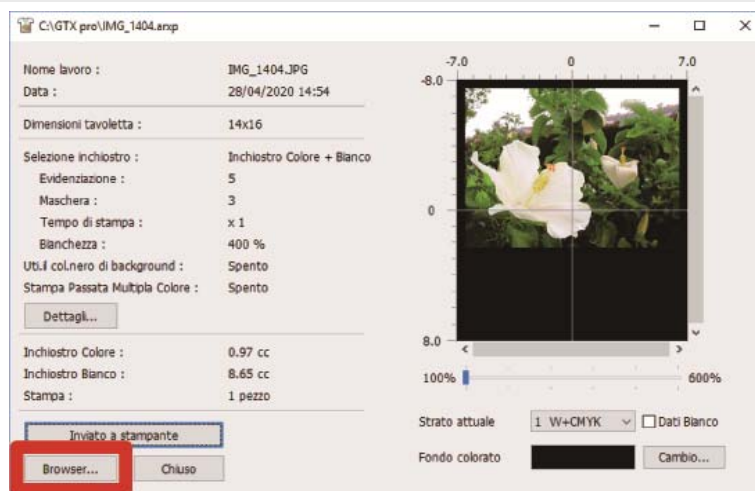 C:\GTX pro\IMG_1404.arxp
Nome lavoro : IMG_1404.JPG
Data : 28/04/2020 14:54
Dimensioni tavoletta : 14x16
Selezione inchiostro : Inchiostro Colore + Bianco
Evidenziazione : 5
Maschera : 3
Tempo di stampa : x 1
Bianchezza : 400 %
Uti.il col.nero di background : Spento
Stampa Passata Multipla Colore : Spento
Dettagli...
Inchiostro Colore : 0.97 cc
Inchiostro Bianco : 8.65 cc
Stampa : 1 pezzo
Inviato a stampante
Browser... Chiuso
-7.0 0 7.0
-8.0
0
8.0
100% 600%
Strato attuale 1 W+CMYK Dati Bianco
Fondo colorato Cambio...